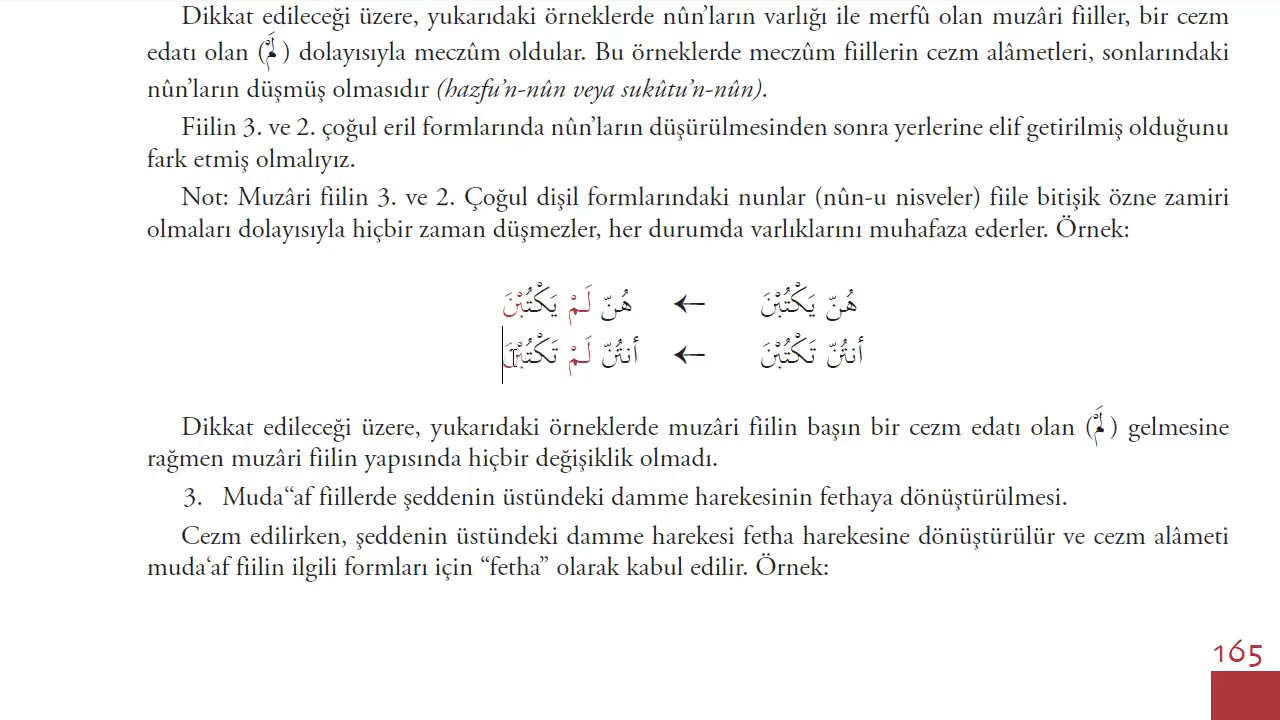 Dikkat edileceği üzere, yukarıdaki örneklerde nûn’ların varlığı ile merfû olan muzâri fiiller, bir cezm
edatı olan (لَمْ) dolayısıyla meczûm oldular. Bu örneklerde meczûm fiillerin cezm alâmetleri, sonlarındaki
nûn’ların düşmüş olmasıdır (hazfu’n-nûn veya sukûtu’n-nûn).
Fiilin 3. ve 2. çoğul eril formlarında nûn’ların düşürülmesinden sonra yerlerine elif getirilmiş olduğunu
fark etmiş olmalıyız.
Not: Muzâri fiilin 3. ve 2. Çoğul dişil formlarındaki nunlar (nûn-u nisveler) fiile bitişik özne zamiri
olmaları dolayısıyla hiçbir zaman düşmezler, her durumda varlıklarını muhafaza ederler. Örnek:
هُنّ يَكْتُبْنَ ← هُنّ لَمْ يَكْتُبْنَ
أنتُنّ تَكْتُبْنَ ← أنتُنّ لَمْ تَكْتُبْنَ
Dikkat edileceği üzere, yukarıdaki örneklerde muzâri fiilin başın bir cezm edatı olan (لَمْ) gelmesine
rağmen muzâri fiilin yapısında hiçbir değişiklik olmadı.
3. Muda“af fiillerde şeddenin üstündeki damme harekesinin fethaya dönüştürülmesi.
Cezm edilirken, şeddenin üstündeki damme harekesi fetha harekesine dönüştürülür ve cezm alâmeti
muda‘af fiilin ilgili formları için “fetha” olarak kabul edilir. Örnek:
165